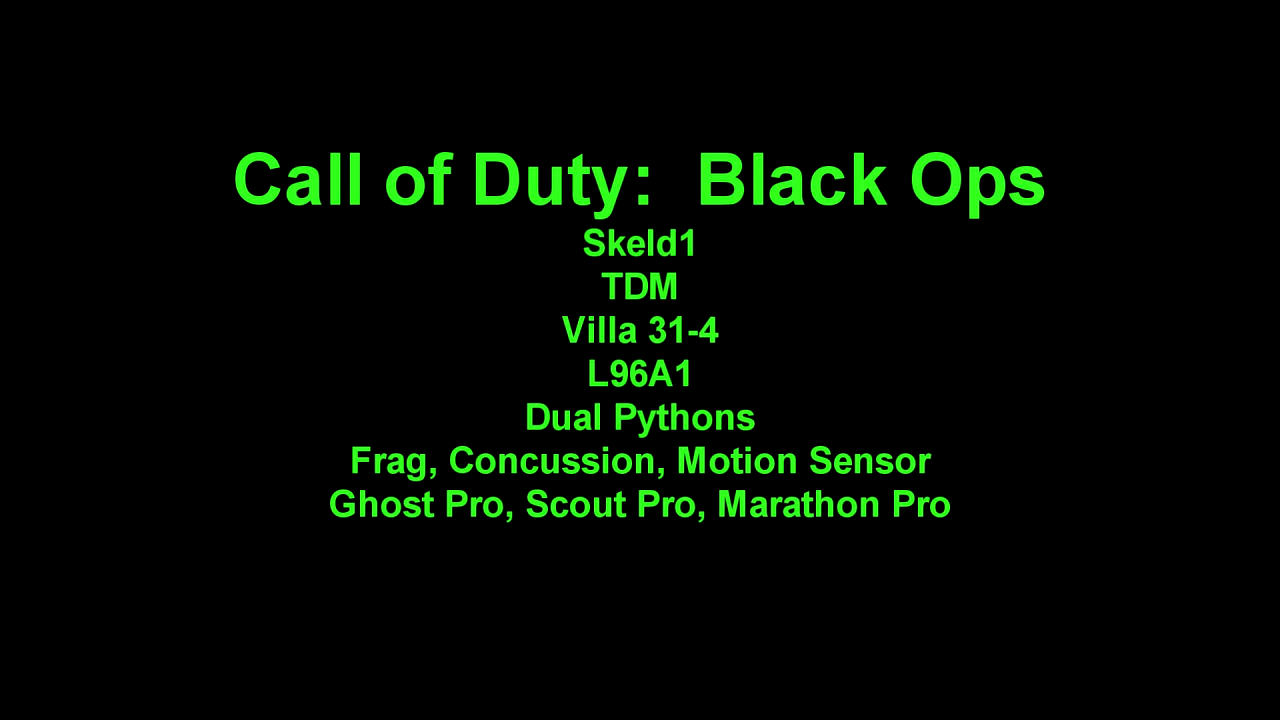 Call of Duty:  Black Ops
Skeld1
TDM
Villa 31-4
L96A1
Dual Pythons
Frag, Concussion, Motion Sensor
Ghost Pro, Scout Pro, Marathon Pro